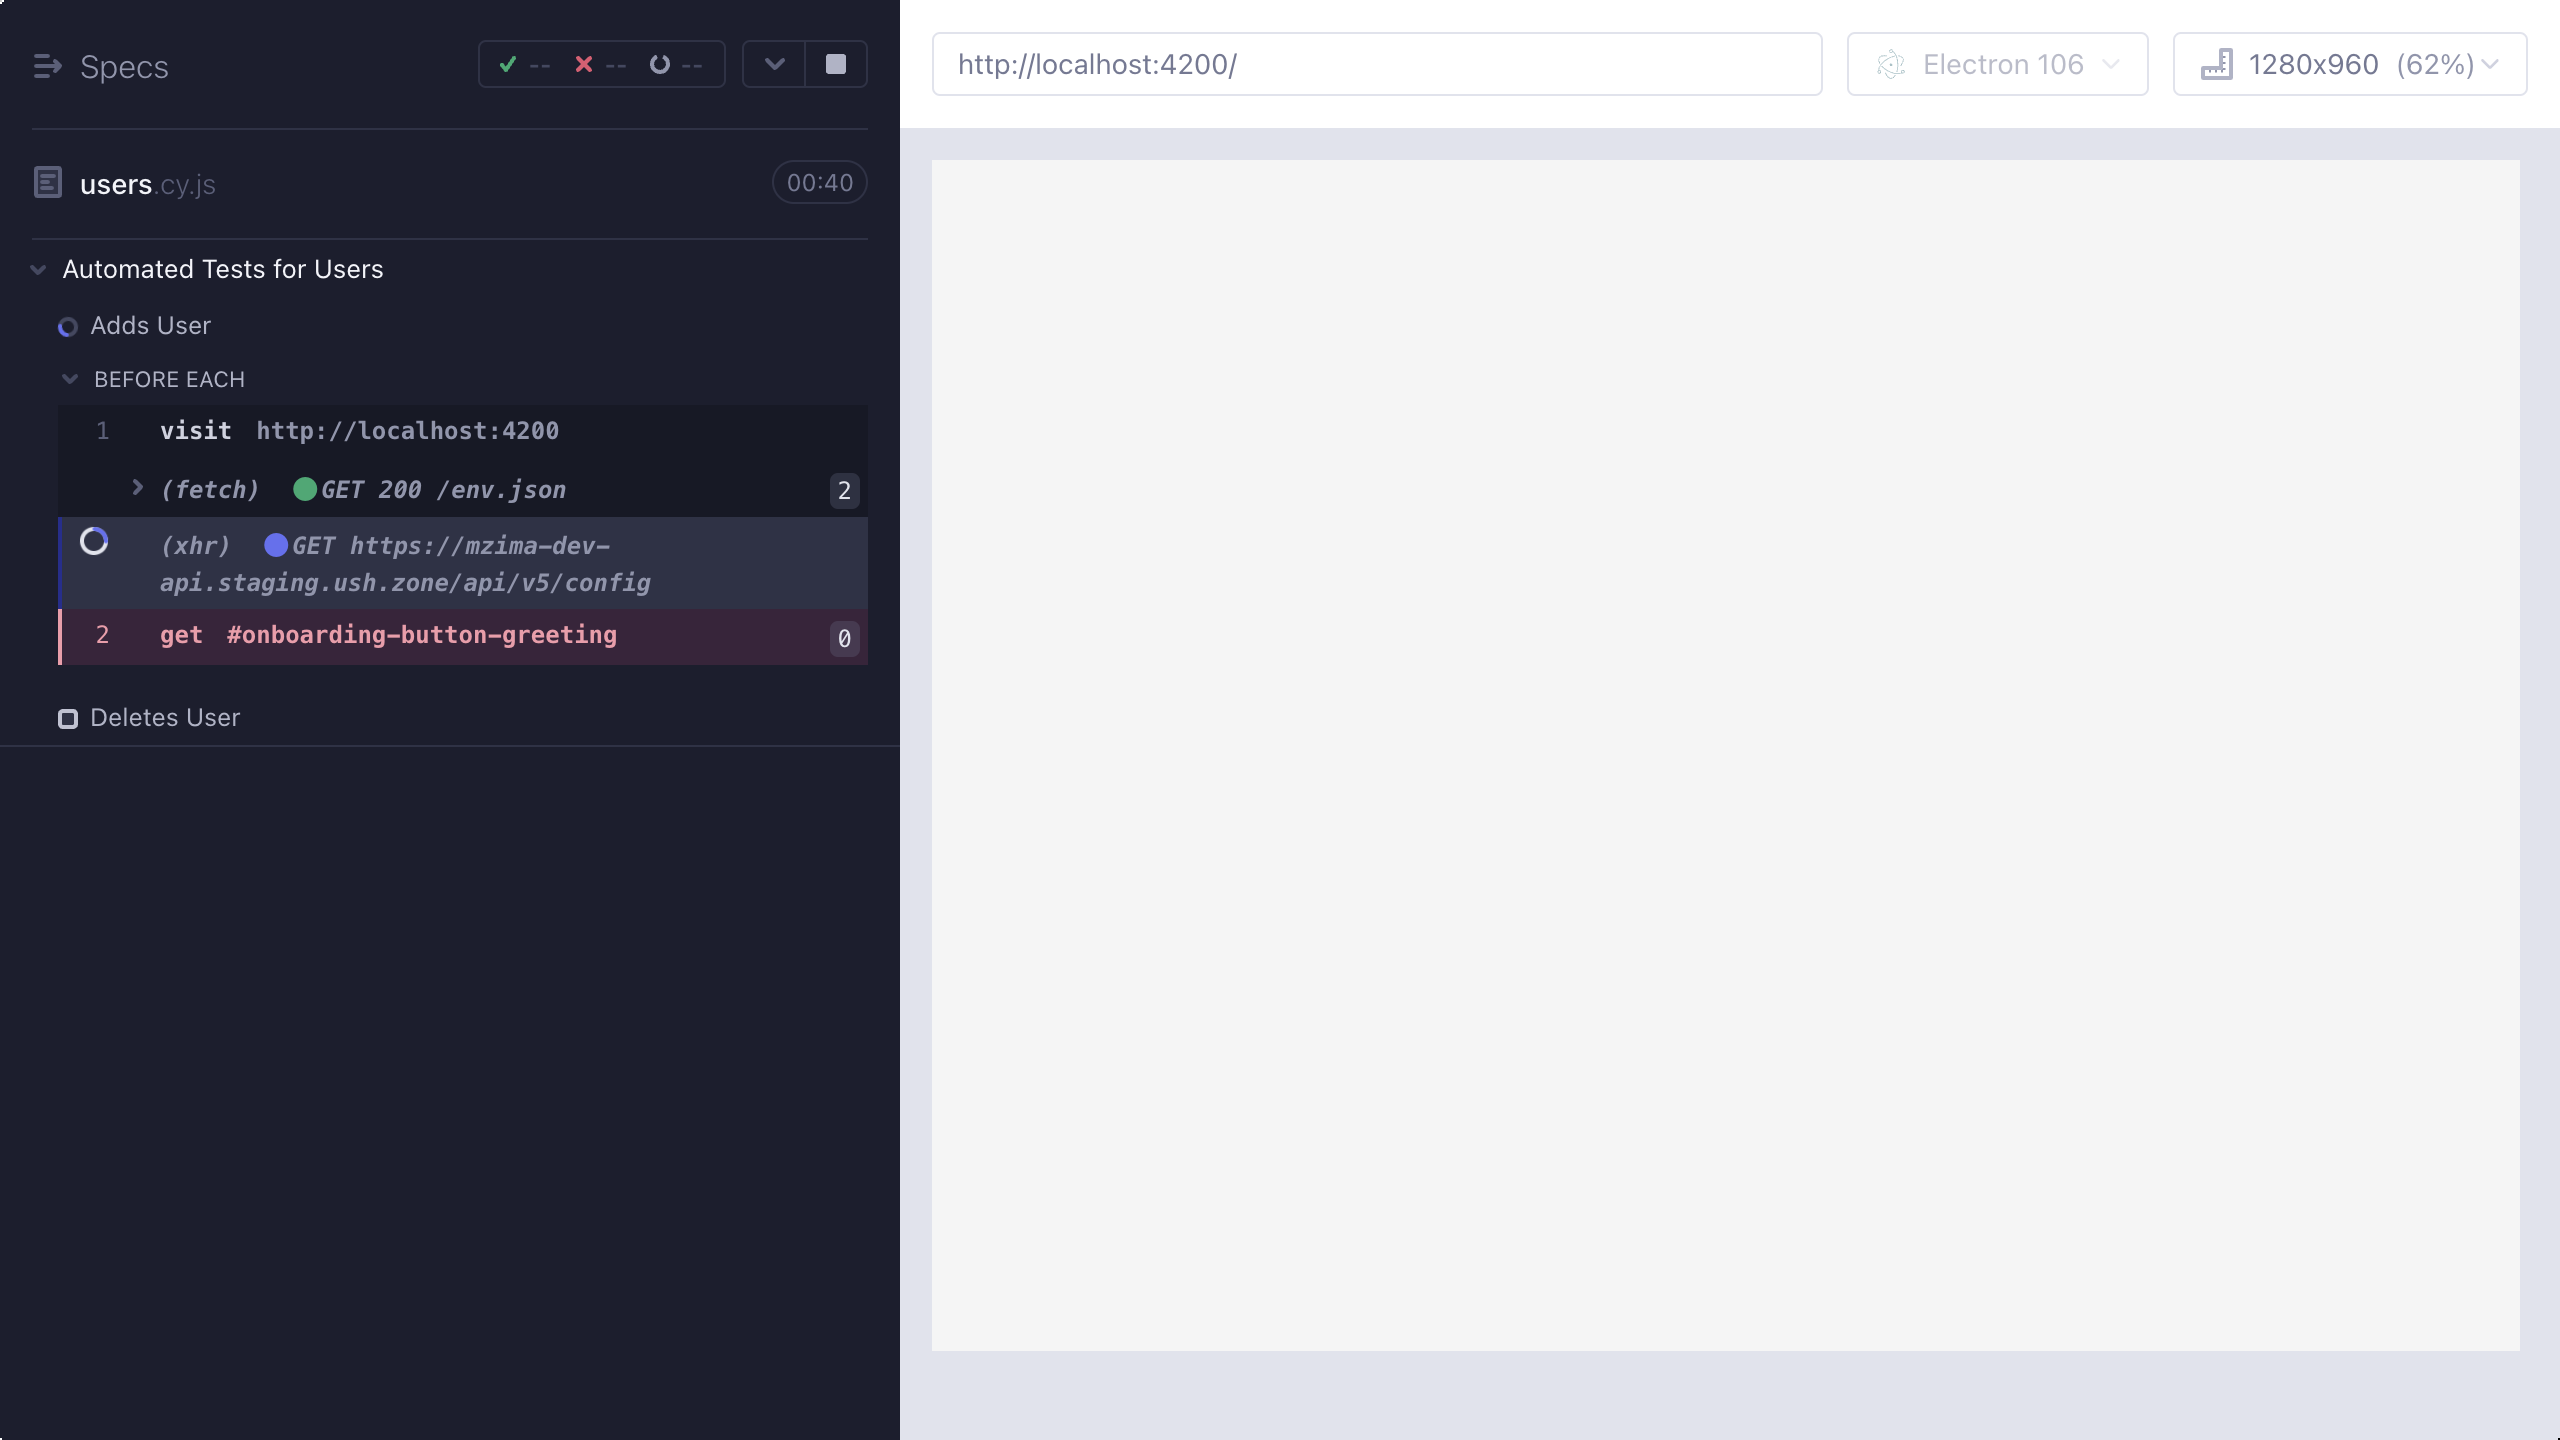 Specs
-- -- --
http://localhost:4200/
Electron 106
1280x960 (62%)
users.cy.js
00:40
Automated Tests for Users
Adds User
BEFORE EACH
1 visit http://localhost:4200
(fetch) GET 200 /env.json 2
(xhr) GET https://mzima-dev-
api.staging.ush.zone/api/v5/config
2 get #onboarding-button-greeting 0
Deletes User